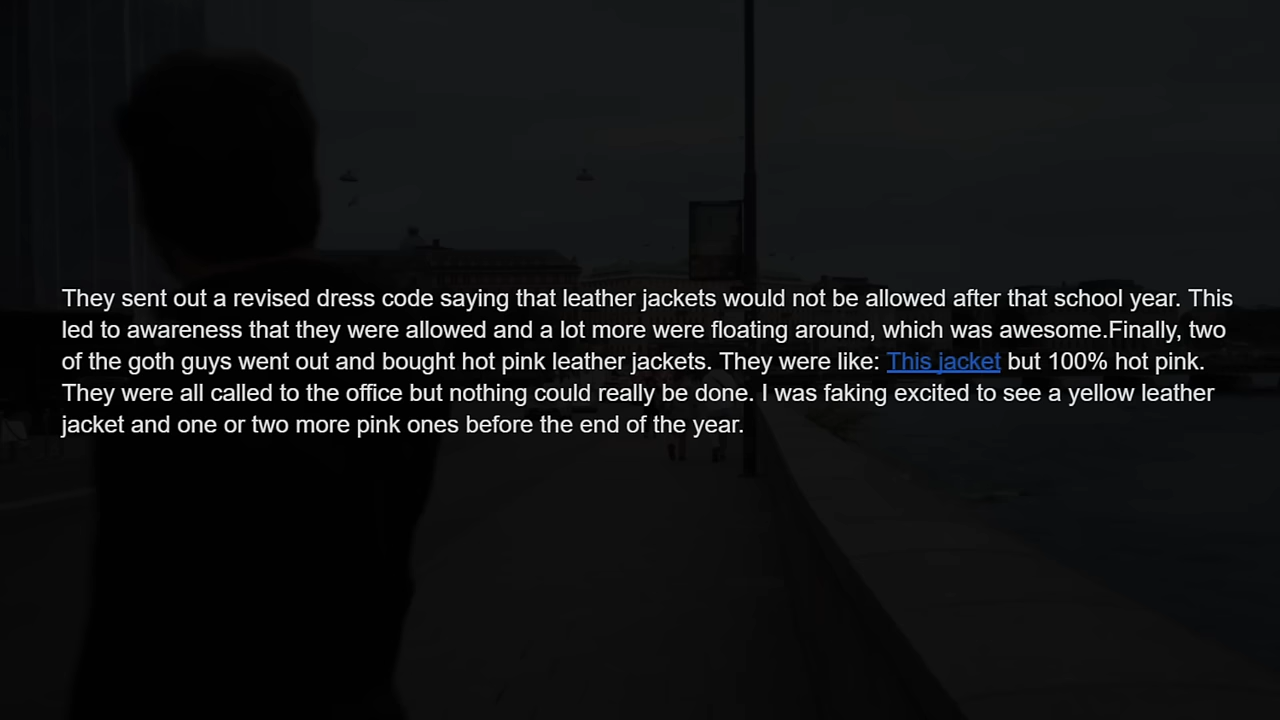 They sent out a revised dress code saying that leather jackets would not be allowed after that school year. This
led to awareness that they were allowed and a lot more were floating around, which was awesome.Finally, two
of the goth guys went out and bought hot pink leather jackets. They were like: This jacket but 100% hot pink.
They were all called to the office but nothing could really be done. I was faking excited to see a yellow leather
jacket and one or two more pink ones before the end of the year.